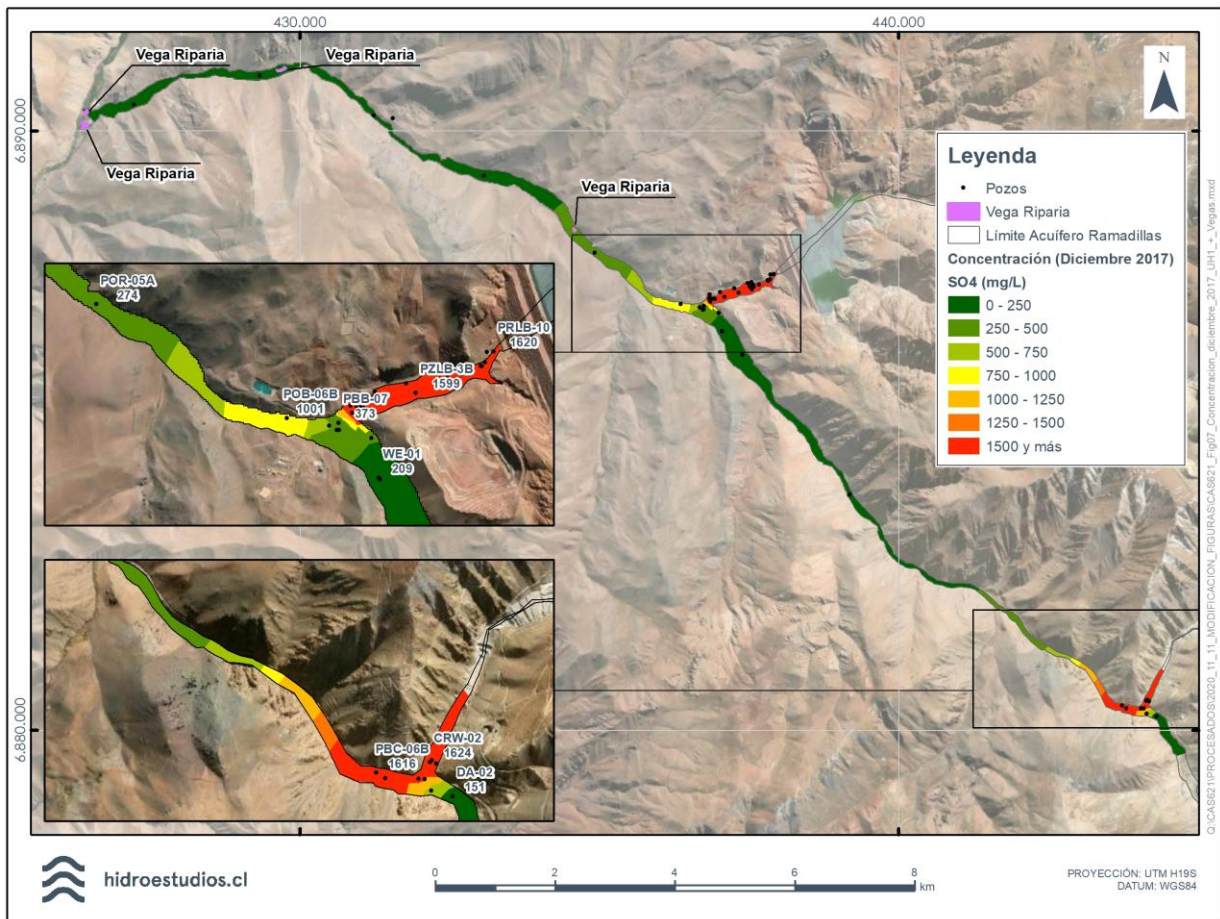 430.000
440.000
Vega Riparia
Vega Riparia
Vega Riparia
Vega Riparia
6.890.000
6.880.000
N
Leyenda
Pozos
Vega Riparia
Límite Acuífero Ramadillas
Concentración (Diciembre 2017)
SO4 (mg/L)
0 - 250
250 - 500
500 - 750
750 - 1000
1000 - 1250
1250 - 1500
1500 y más
POR-05A
274
PRLB-10
1620
PZLB-3B
1599
POB-06B
1001
PBB-07
373
WE-01
209
CRW-02
1624
PBC-06B
1616
DA-02
151
Q:\CAS621\PROCESADOS\2020_11_11_MODIFICACION_FIGURAS\CAS621_Fig07_Concentracion_diciembre_2017_UH1_+_Vegas.mxd
hidroestudios.cl
0 2 4 6 8
km
PROYECCIÓN: UTM H19S
DATUM: WGS84